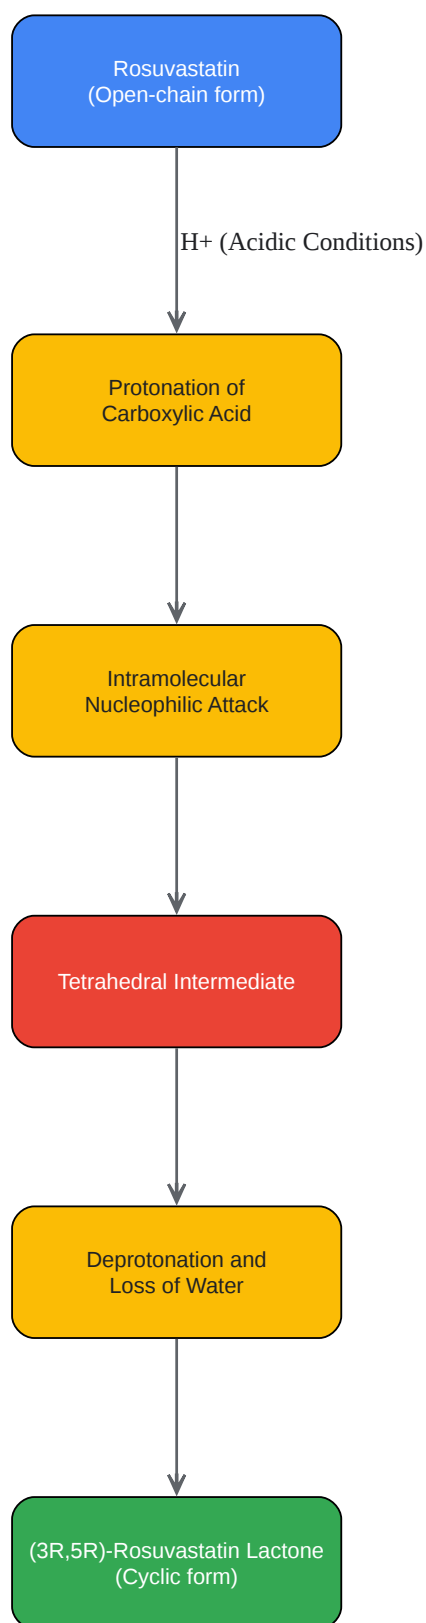 Rosuvastatin
(Open-chain form)
H+ (Acidic Conditions)
Protonation of
Carboxylic Acid
Intramolecular
Nucleophilic Attack
Tetrahedral Intermediate
Deprotonation and
Loss of Water
(3R,5R)-Rosuvastatin Lactone
(Cyclic form)